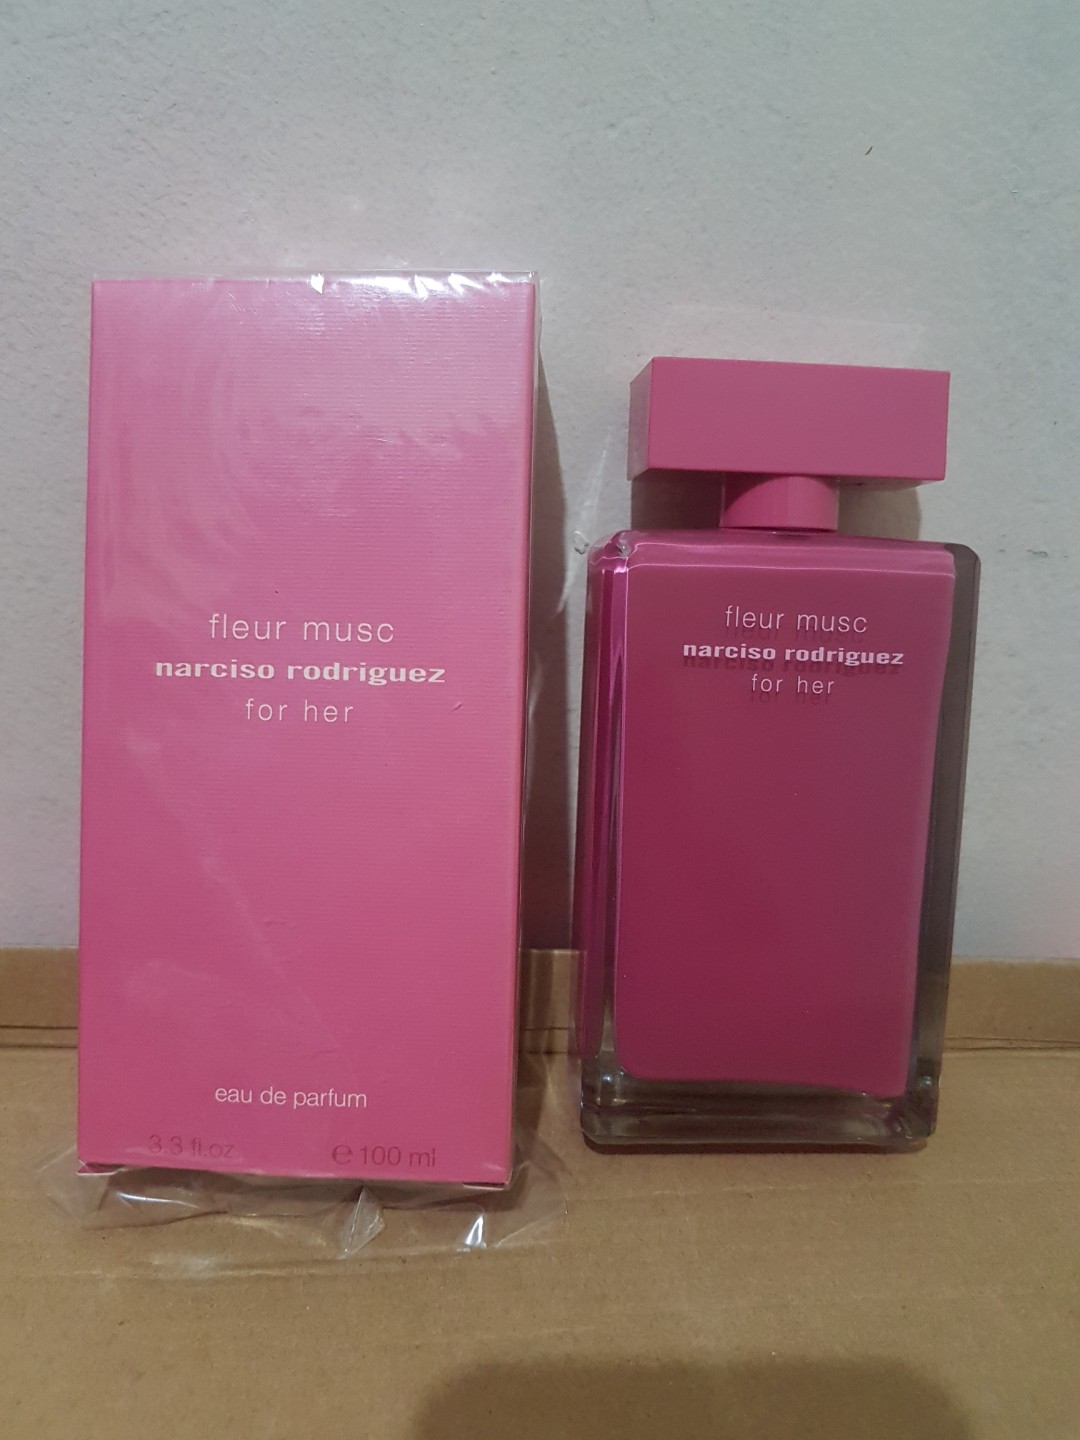 fleur musc
narciso rodriguez
for her
eau de parfum
3.3 fl.oz e 100 ml
fleur musc
narciso rodriguez
for her